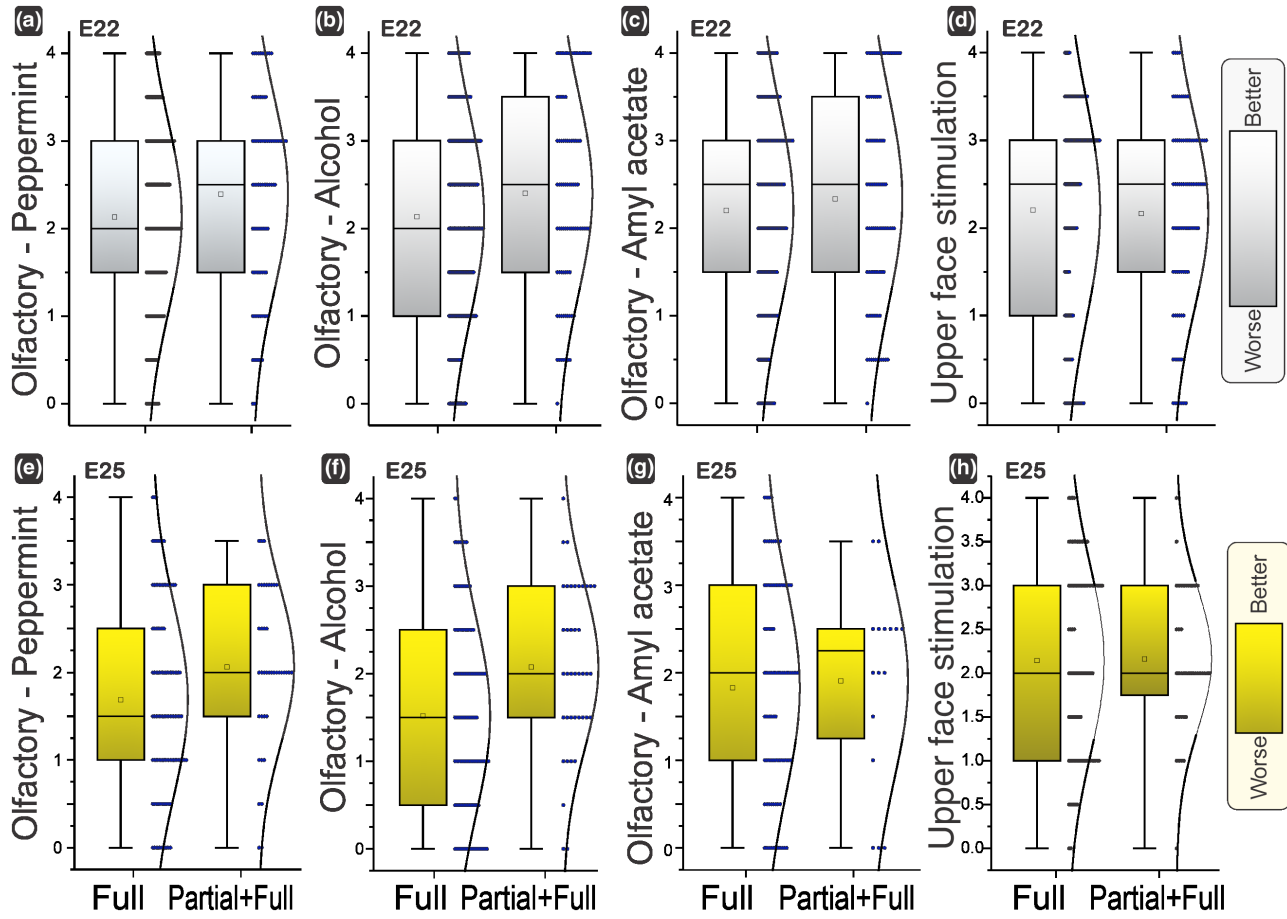 (a) E22
Olfactory - Peppermint
4
3
2
1
0
(b) E22
Olfactory - Alcohol
4
3
2
1
0
(c) E22
Olfactory - Amyl acetate
4
3
2
1
0
(d) E22
Upper face stimulation
4
3
2
1
0
Better
Worse
(e) E25
Olfactory - Peppermint
4
3
2
1
0
Full Partial+Full
(f) E25
Olfactory - Alcohol
4
3
2
1
0
Full Partial+Full
(g) E25
Olfactory - Amyl acetate
4
3
2
1
0
Full Partial+Full
(h) E25
Upper face stimulation
4.0
3.5
3.0
2.5
2.0
1.5
1.0
0.5
0.0
Full Partial+Full
Better
Worse